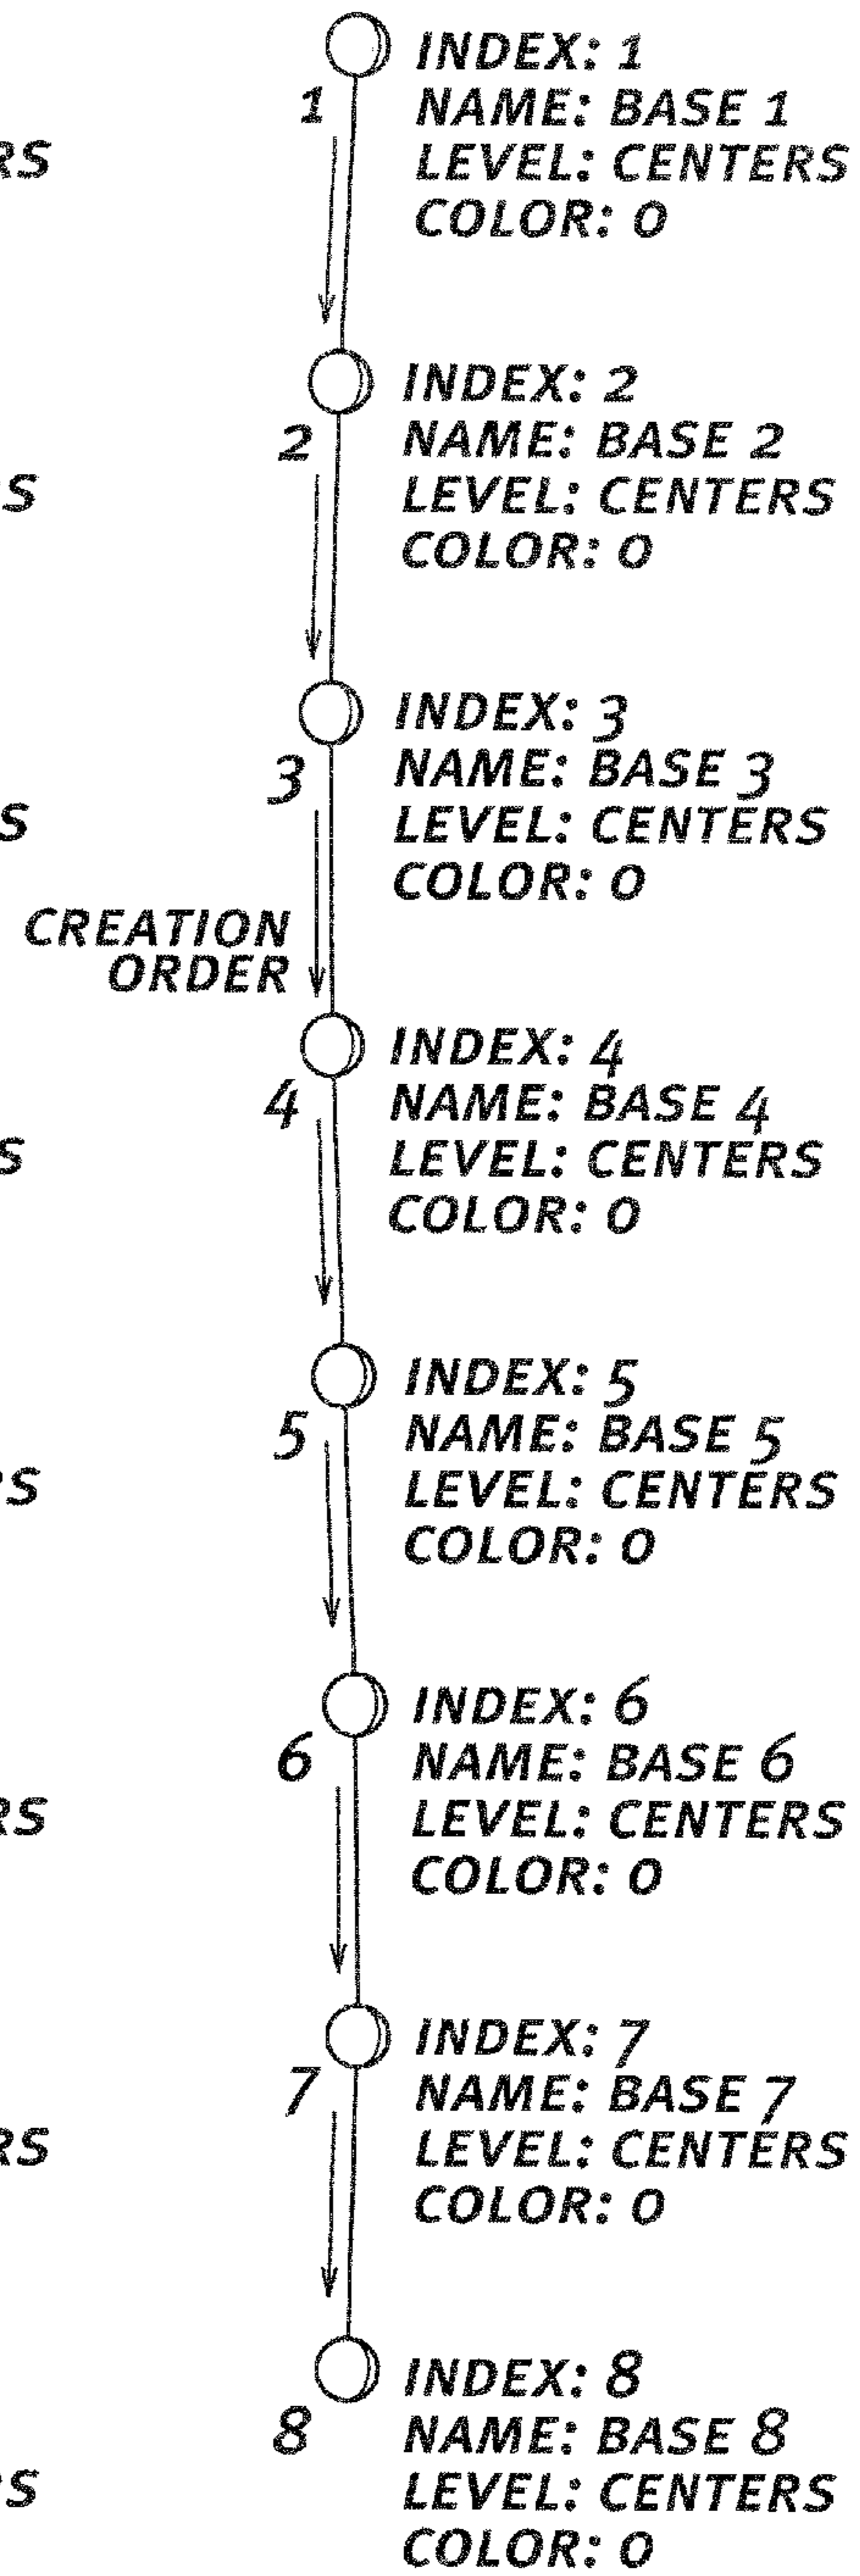 INDEX: 1
1
NAME: BASE 1
RS
LEVEL: CENTERS
COLOR: 0
INDEX: 2
2
NAME: BASE 2
S
LEVEL: CENTERS
COLOR: 0
INDEX: 3
3
NAME: BASE 3
S
LEVEL: CENTERS
COLOR: 0
CREATION
ORDER
INDEX: 4
4
NAME: BASE 4
S
LEVEL: CENTERS
COLOR: 0
INDEX: 5
5
NAME: BASE 5
RS
LEVEL: CENTERS
COLOR: 0
INDEX: 6
6
NAME: BASE 6
RS
LEVEL: CENTERS
COLOR: 0
INDEX: 7
7
NAME: BASE 7
RS
LEVEL: CENTERS
COLOR: 0
INDEX: 8
8
NAME: BASE 8
S
LEVEL: CENTERS
COLOR: 0